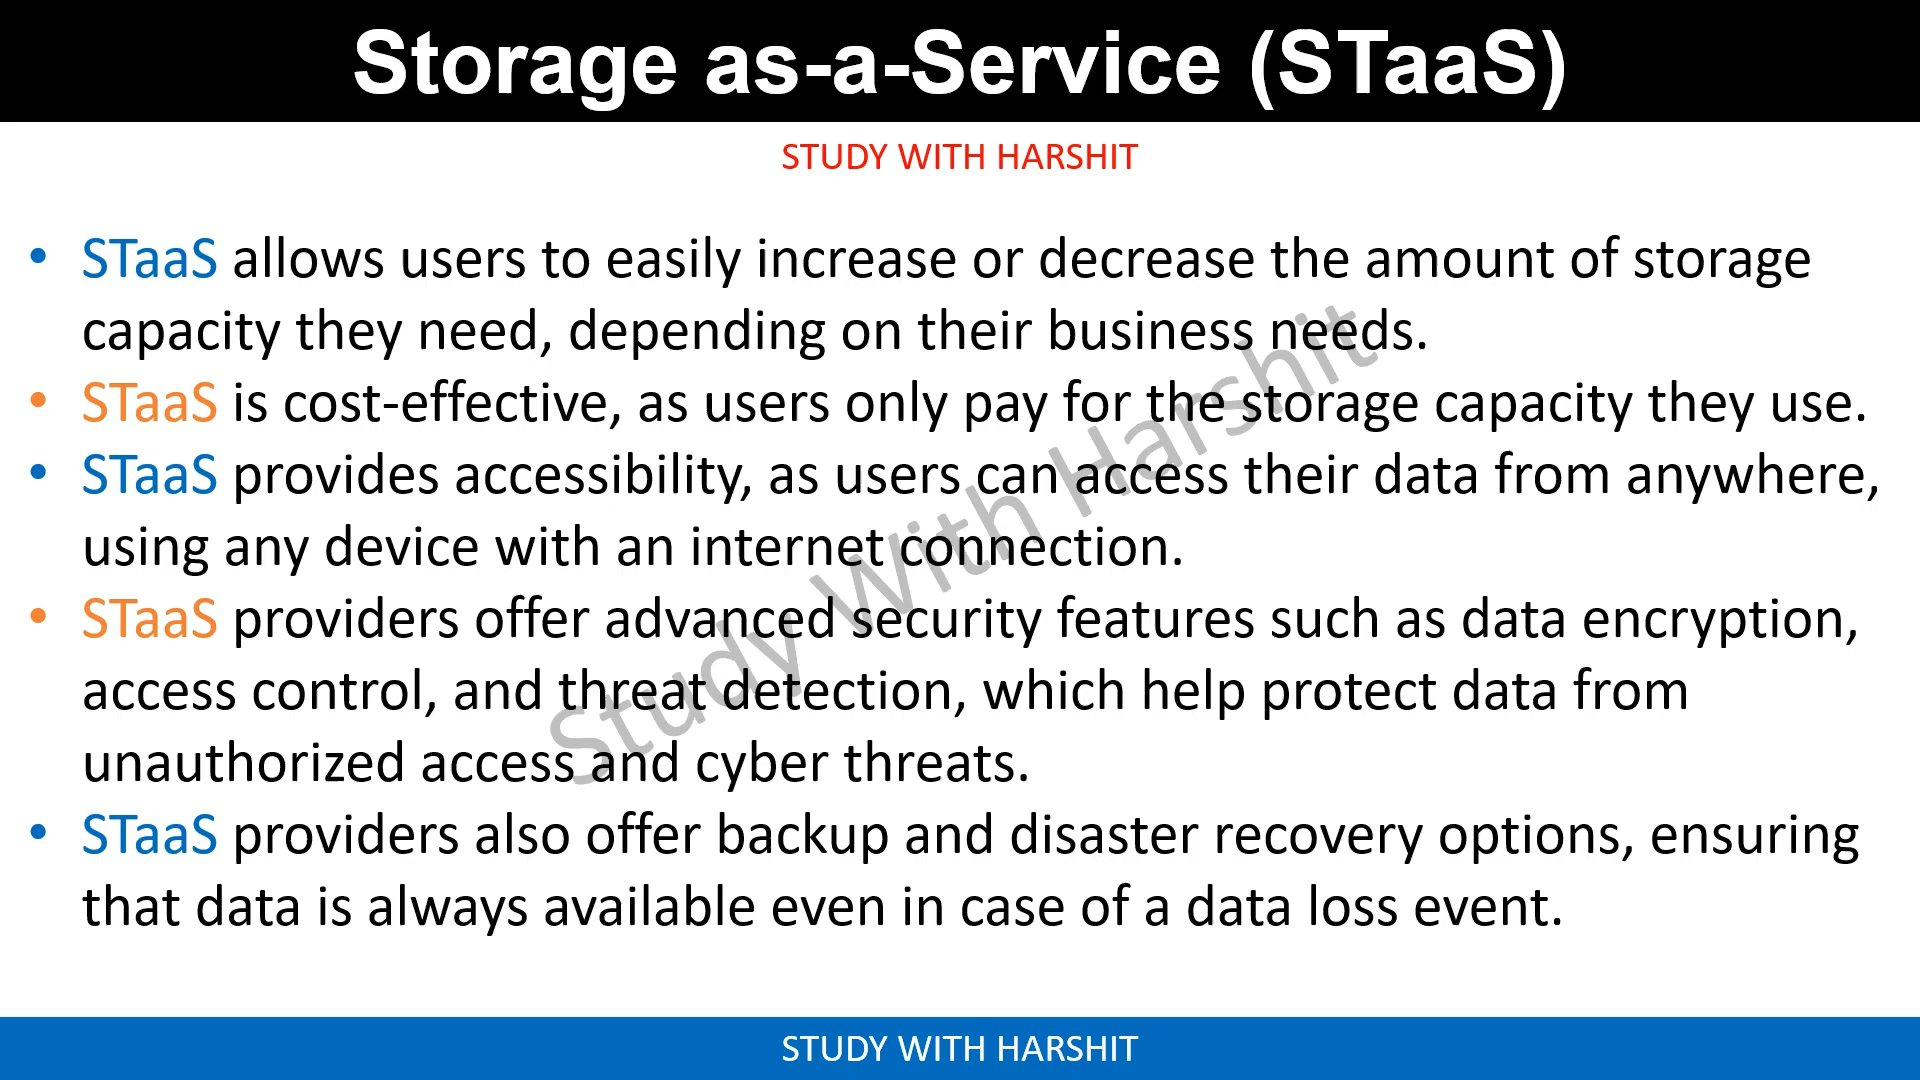 Storage as-a-Service (STaaS)
STUDY WITH HARSHIT
• STaaS allows users to easily increase or decrease the amount of storage
capacity they need, depending on their business needs.
• STaaS is cost-effective, as users only pay for the storage capacity they use.
• STaaS provides accessibility, as users can access their data from anywhere,
using any device with an internet connection.
• STaaS providers offer advanced security features such as data encryption,
access control, and threat detection, which help protect data from
unauthorized access and cyber threats.
• STaaS providers also offer backup and disaster recovery options, ensuring
that data is always available even in case of a data loss event.
Study With Harshit
STUDY WITH HARSHIT